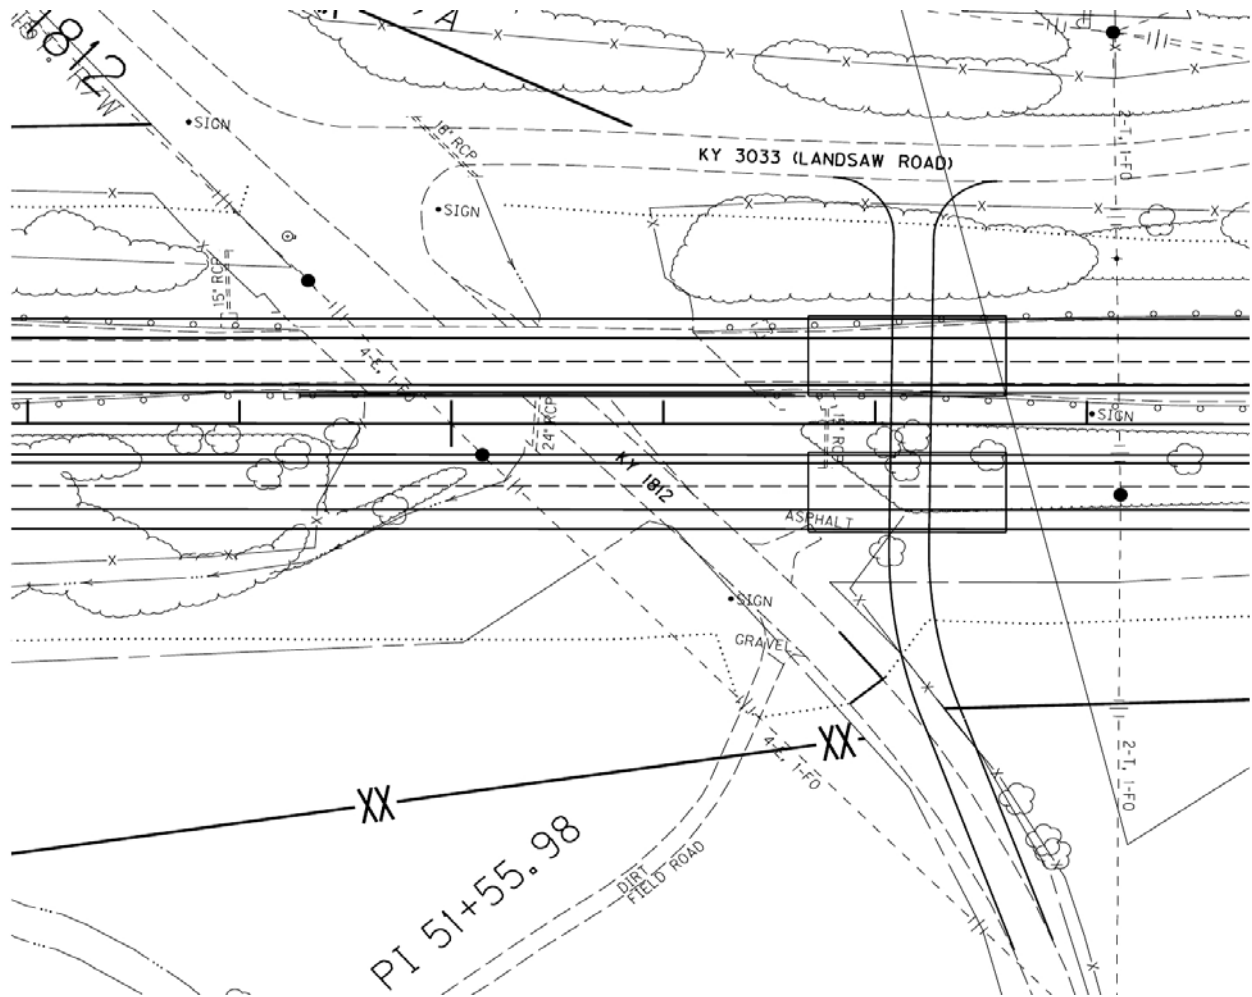 1812
R/W
A
SIGN
18" RCP
KY 3033 (LANDSAW ROAD)
2-T, 1-FO
SIGN
15" RCP
4-E, 1-FO
24" RCP
15" RCP
SIGN
KY 1812
ASPHALT
SIGN
GRAVEL
XX
4-E, 1-FO
2-T, 1-FO
XX
PI 51+55.98
DIRT
FIELD ROAD